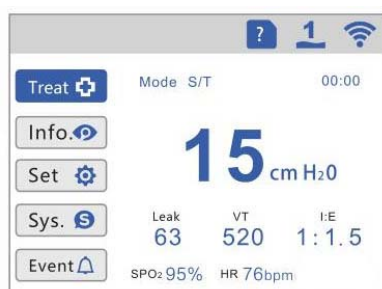 ? 1
Treat Mode S/T 00:00
Info.
15 cm H20
Set
Sys. S
Leak VT I:E
63 520 1:1.5
Event
SPO2 95% HR 76bpm